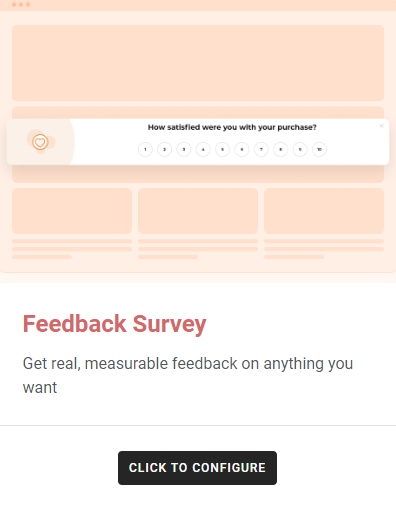 How satisfied were you with your purchase?
1 2 3 4 5 6 7 8 9 10
Feedback Survey
Get real, measurable feedback on anything you
want
CLICK TO CONFIGURE